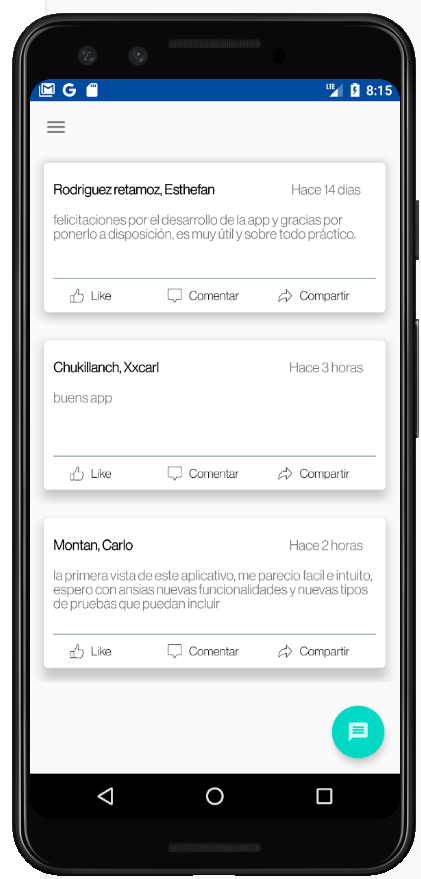 LTE 8:15
Rodriguez retamoz, Esthefan Hace 14 dias
felicitaciones por el desarrollo de la app y gracias por
ponerlo a disposición, es muy útil y sobre todo práctico.
Like Comentar Compartir
Chukillanch, Xxcarl Hace 3 horas
buens app
Like Comentar Compartir
Montan, Carlo Hace 2 horas
la primera vista de este aplicativo, me parecio facil e intuito,
espero con ansias nuevas funcionalidades y nuevas tipos
de pruebas que puedan incluir
Like Comentar Compartir